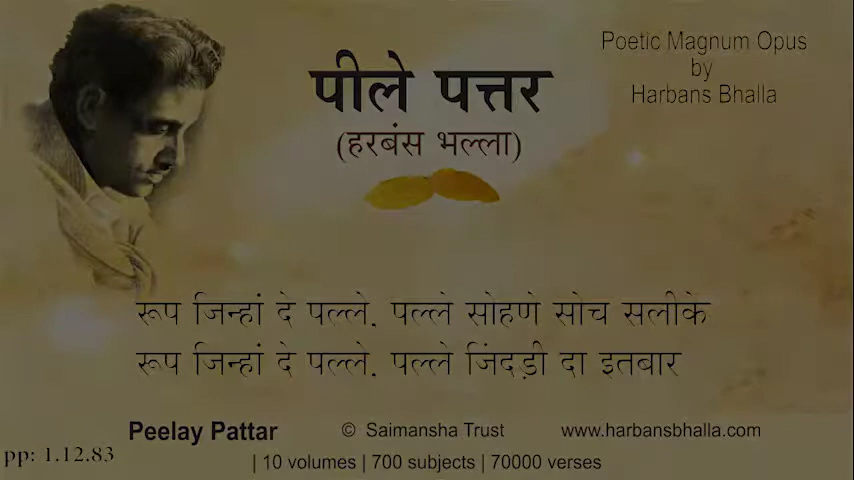 पीले पत्तर
(हरबंस भल्ला)
Poetic Magnum Opus
by
Harbans Bhalla
रूप जिन्हां दे पल्ले. पल्ले सोहणे सोच सलीके
रूप जिन्हां दे पल्ले. पल्ले जिंदड़ी दा इतबार
Peelay Pattar © Saimansha Trust www.harbansbhalla.com
pp: 1.12.83
| 10 volumes | 700 subjects | 70000 verses